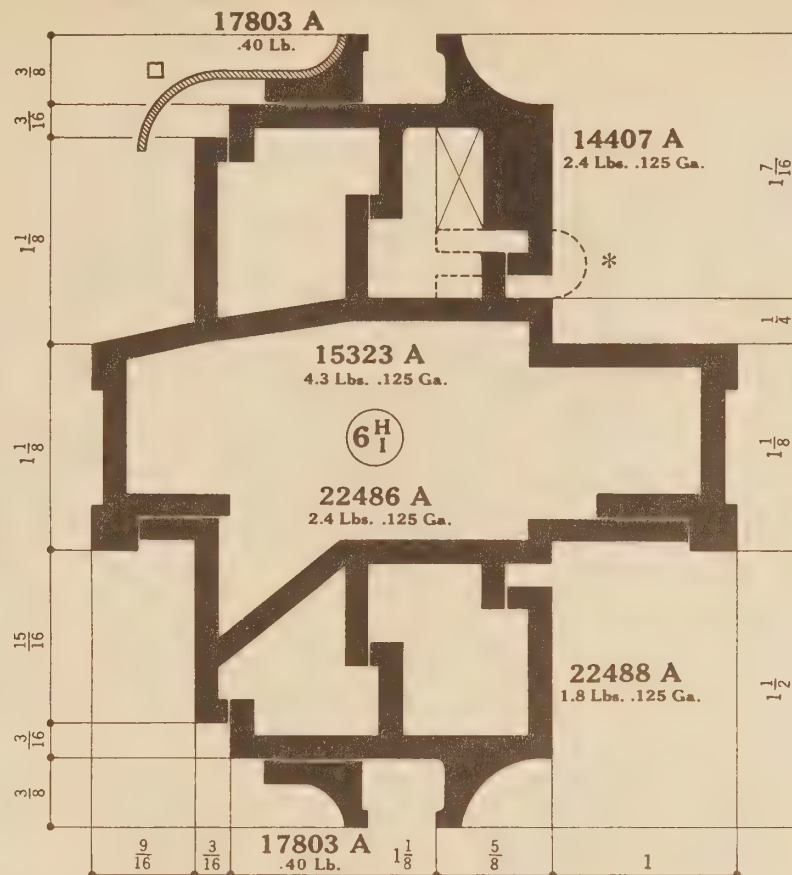 17803 A
.40 Lb.
3/8
3/16
14407 A
2.4 Lbs. .125 Ga.
1 7/16
1 1/8
*
1/4
15323 A
4.3 Lbs. .125 Ga.
6 H I
1 1/8
1 1/8
22486 A
2.4 Lbs. .125 Ga.
15/16
22488 A
1.8 Lbs. .125 Ga.
1 1/2
3/16
3/8
9/16
3/16
17803 A
.40 Lb.
1 1/8
5/8
1